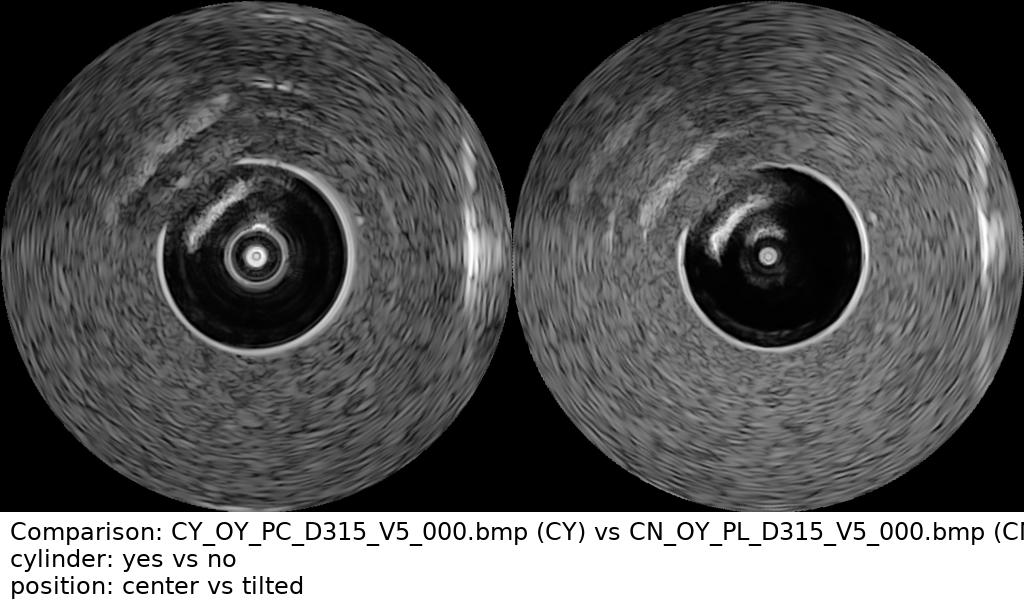 Comparison: CY_OY_PC_D315_V5_000.bmp (CY) vs CN_OY_PL_D315_V5_000.bmp
cylinder: yes vs no
position: center vs tilted